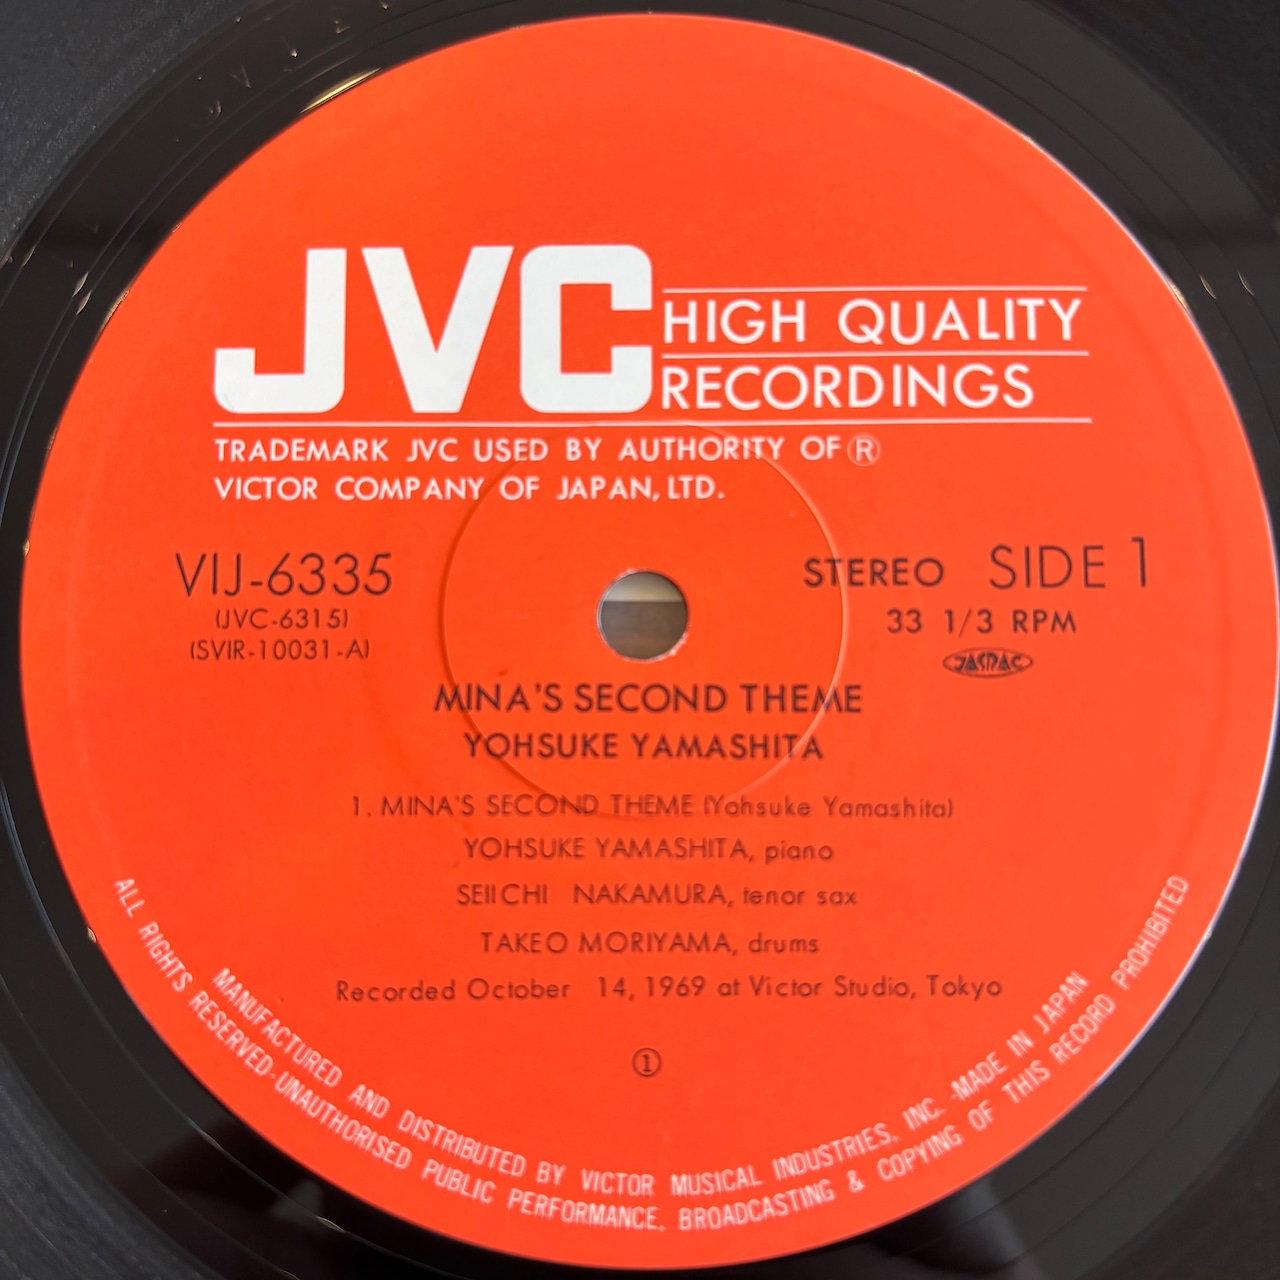 JVC HIGH QUALITY
RECORDINGS
TRADEMARK JVC USED BY AUTHORITY OF Ⓡ
VICTOR COMPANY OF JAPAN, LTD.
VIJ-6335
(JVC-6315)
(SVIR-10031-A)
STEREO SIDE 1
33 1/3 RPM
JASRAC
MINA'S SECOND THEME
YOHSUKE YAMASHITA
1. MINA'S SECOND THEME (Yohsuke Yamashita)
YOHSUKE YAMASHITA, piano
SEIICHI NAKAMURA, tenor sax
TAKEO MORIYAMA, drums
Recorded October 14, 1969 at Victor Studio, Tokyo
①
MANUFACTURED AND DISTRIBUTED BY VICTOR MUSICAL INDUSTRIES, INC. -MADE IN JAPAN
ALL RIGHTS RESERVED-UNAUTHORISED PUBLIC PERFORMANCE, BROADCASTING & COPYING OF THIS RECORD PROHIBITED